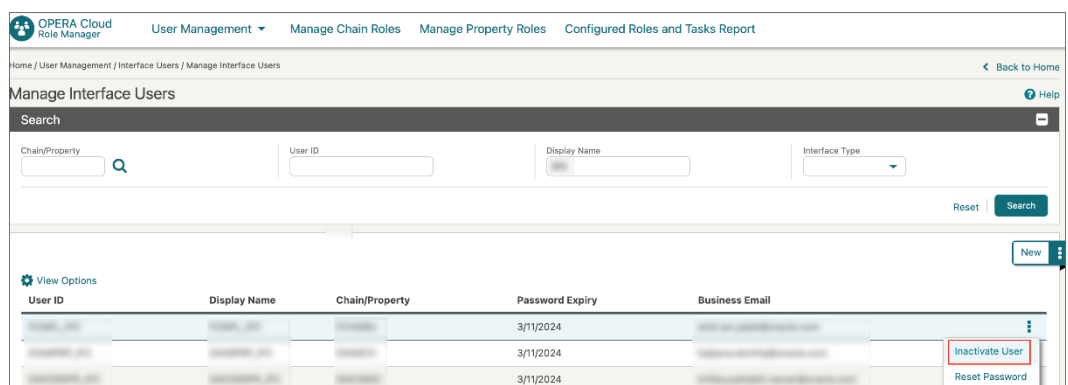 OPERA Cloud
Role Manager
User Management Manage Chain Roles Manage Property Roles Configured Roles and Tasks Report
Home / User Management / Interface Users / Manage Interface Users Back to Home
Manage Interface Users Help
Search
Chain/Property User ID Display Name Interface Type
Reset Search
New
View Options
User ID Display Name Chain/Property Password Expiry Business Email
3/11/2024
3/11/2024 Inactivate User
3/11/2024 Reset Password